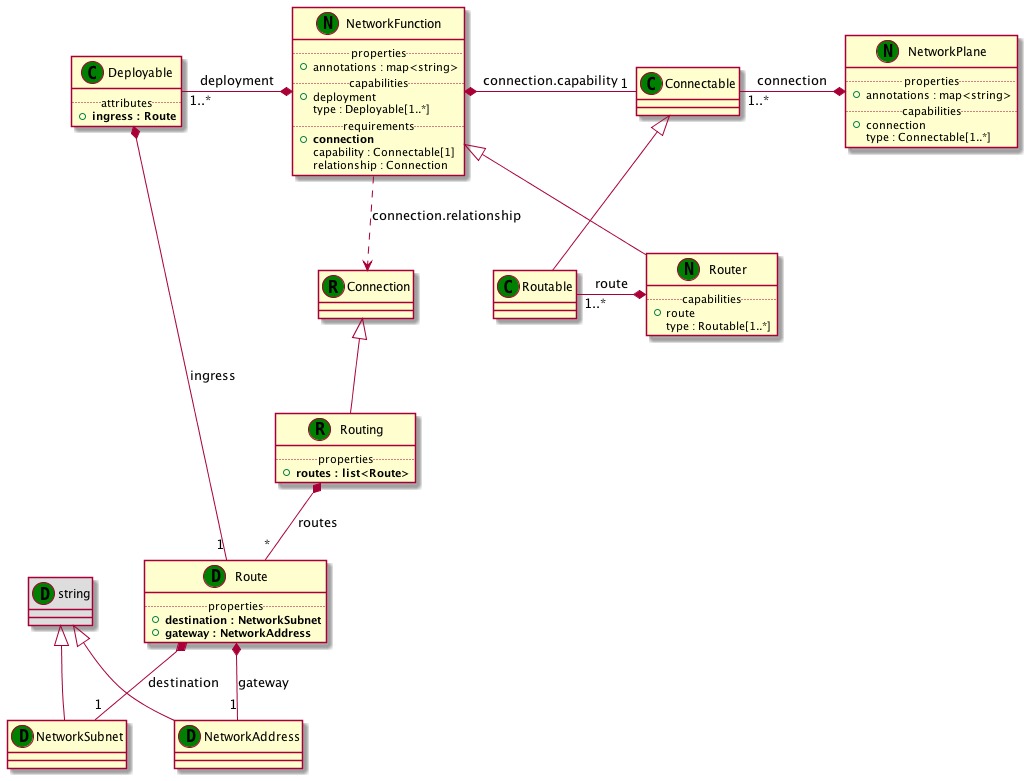 N NetworkFunction
properties
annotations : map<string>
capabilities
deployment
type : Deployable[1..*]
requirements
connection
capability : Connectable[1]
relationship : Connection
N NetworkPlane
properties
annotations : map<string>
capabilities
connection
type : Connectable[1..*]
C Deployable
attributes
ingress : Route
deployment
1..*
connection.capability
1
C Connectable
connection
1..*
connection.relationship
R Connection
C Routable
route
1..*
N Router
capabilities
route
type : Routable[1..*]
ingress
1
R Routing
properties
routes : list<Route>
routes
*
D Route
properties
destination : NetworkSubnet
gateway : NetworkAddress
D string
destination
1
gateway
1
D NetworkSubnet
D NetworkAddress